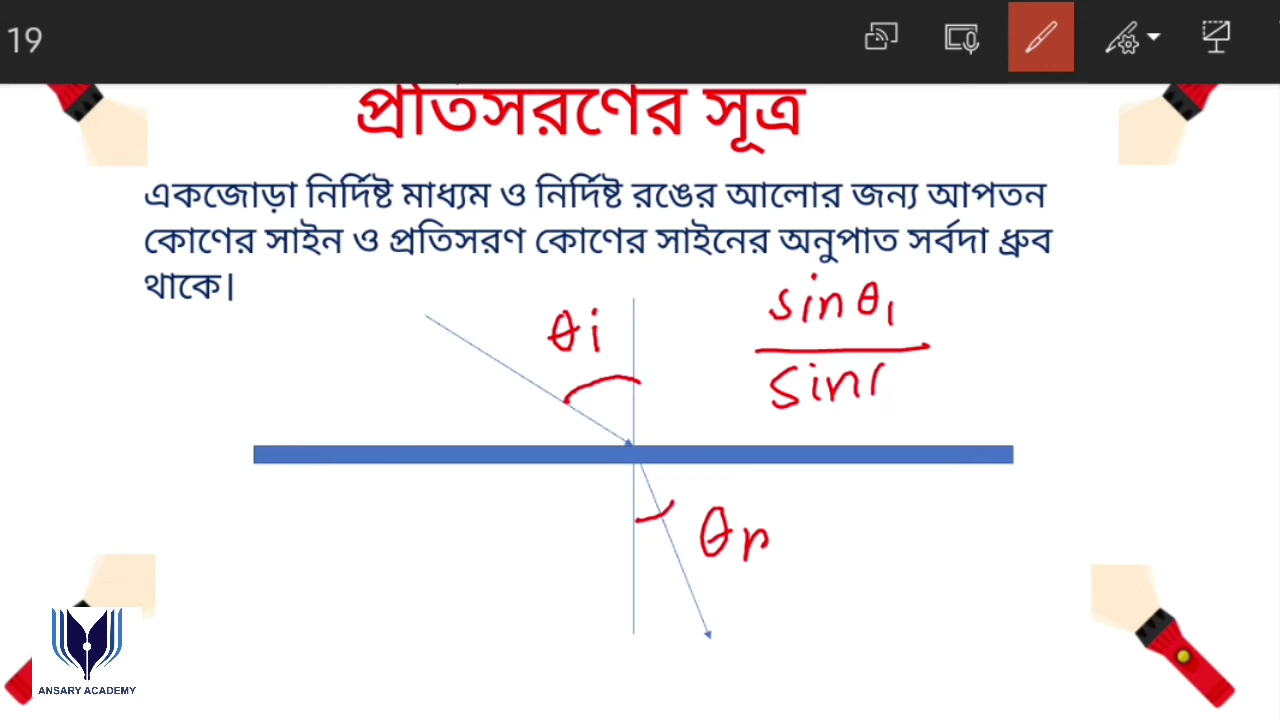 19
প্রতিসরণের সূত্র
একজোড়া নির্দিষ্ট মাধ্যম ও নির্দিষ্ট রঙের আলোর জন্য আপতন
কোণের সাইন ও প্রতিসরণ কোণের সাইনের অনুপাত সর্বদা ধ্রুব
থাকে।
θi
sinθ₁
sin
θr
ANSARY ACADEMY